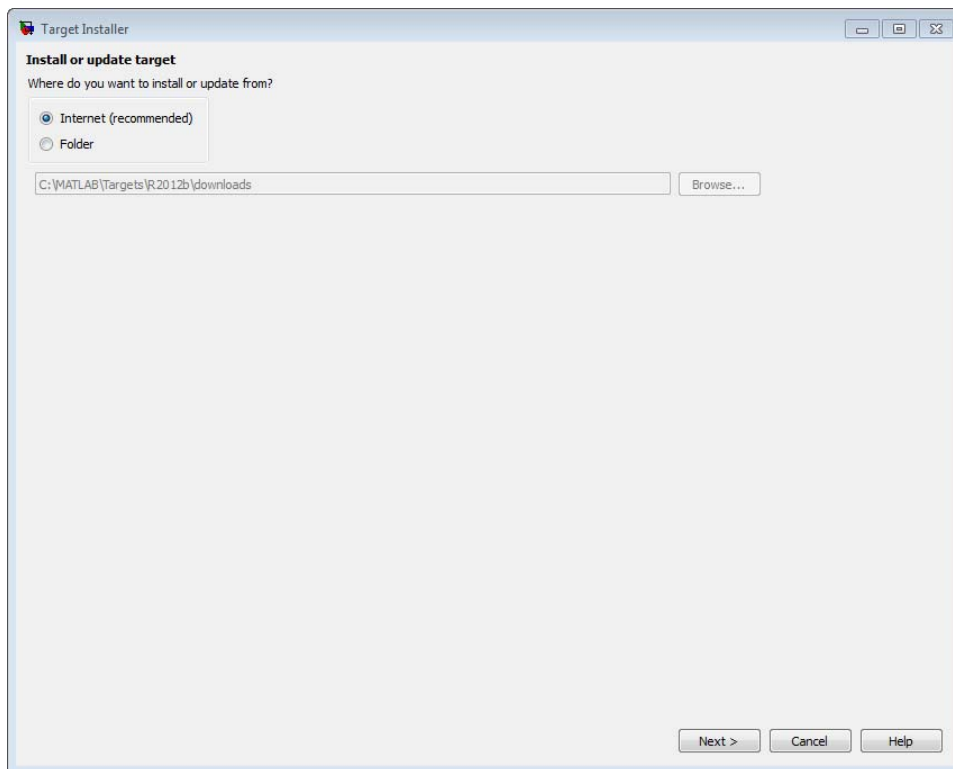 Target Installer
Install or update target
Where do you want to install or update from?
Internet (recommended)
Folder
C:\MATLAB\Targets\R2012b\downloads
Browse...
Next >
Cancel
Help